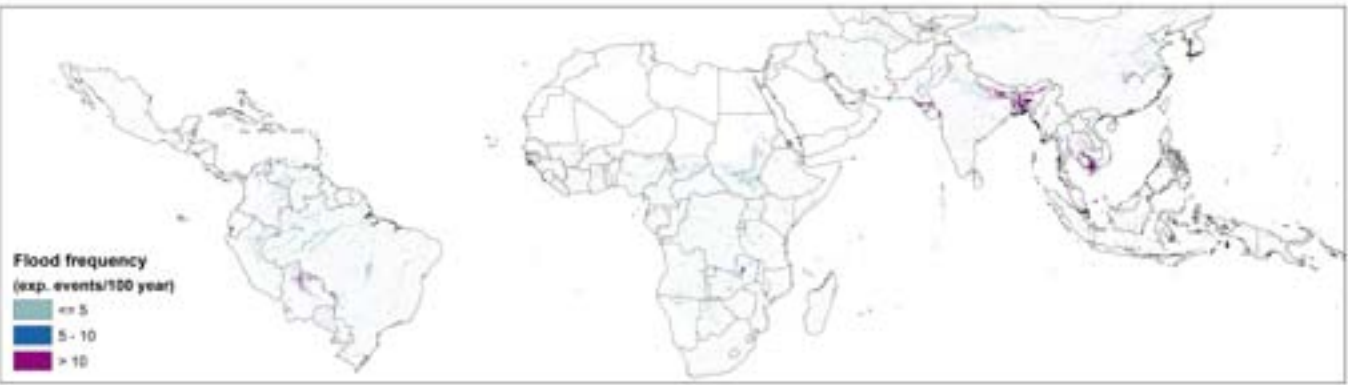 Flood frequency
(exp. events/100 year)
<= 5
5 - 10
> 10